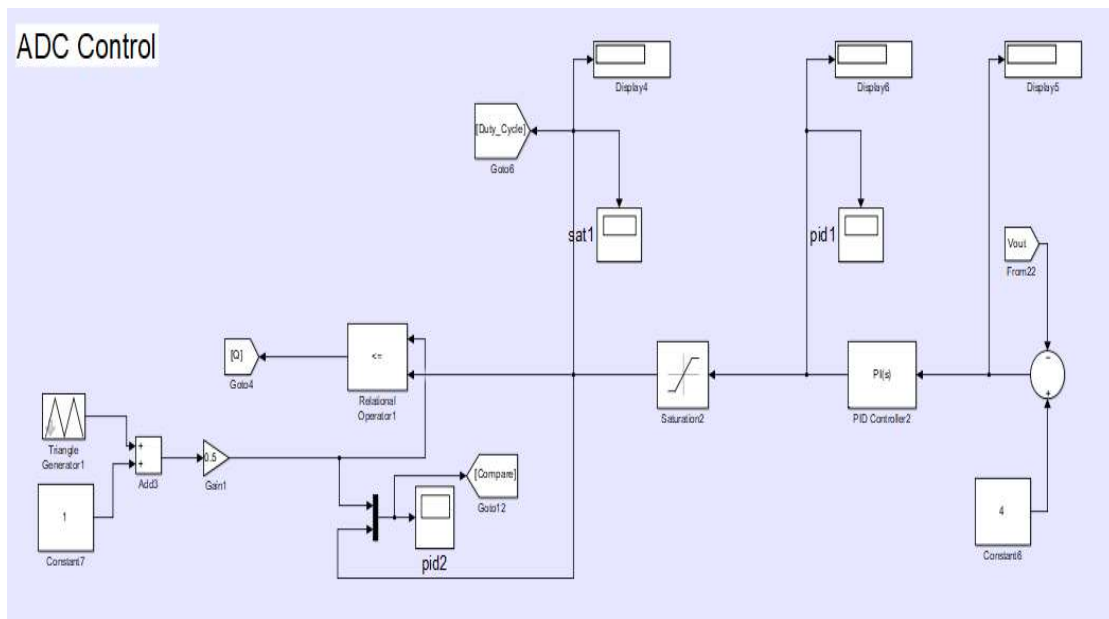 ADC Control
Display4
Display6
Display5
[Duty_Cycle]
Goto6
sat1
pid1
Vout
From22
[Q]
Goto4
<=
Relational
Operator1
Saturation2
PI(s)
PID Controller2
−
+
Triangle
Generator1
+
+
Add3
0.5
Gain1
[Compare]
Goto12
pid2
1
Constant7
4
Constant6